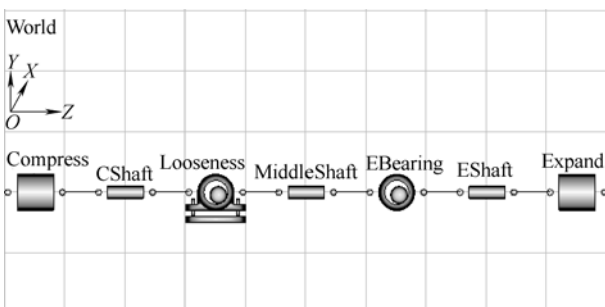 World
Y
X
O
Z
Compress
CShaft
Looseness
MiddleShaft
EBearing
EShaft
Expand